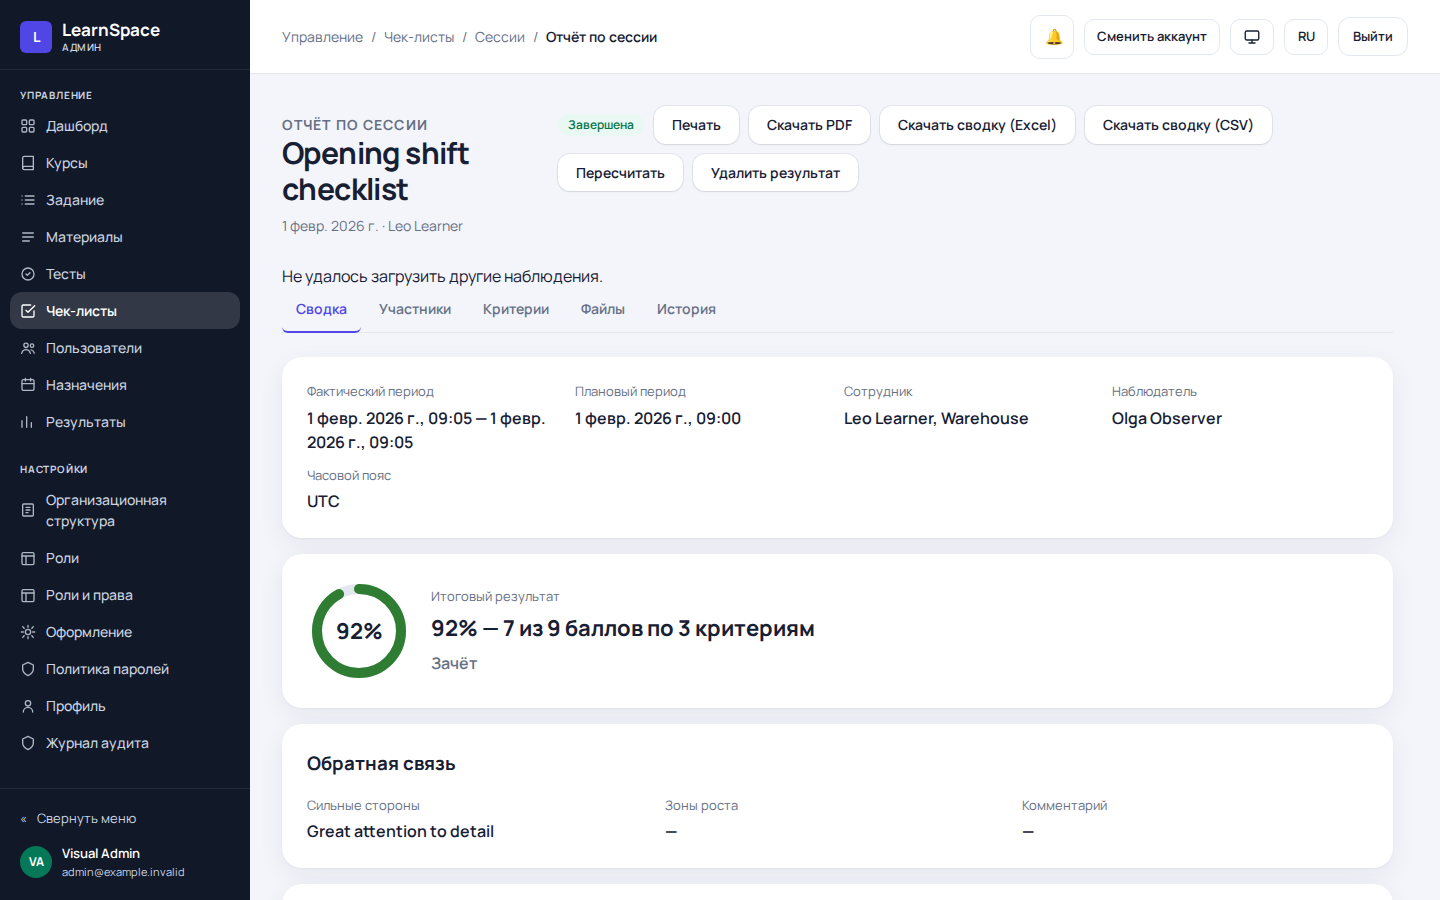 L
LearnSpace
АДМИН
УПРАВЛЕНИЕ
Дашборд
Курсы
Задание
Материалы
Тесты
Чек-листы
Пользователи
Назначения
Результаты
НАСТРОЙКИ
Организационная
структура
Роли
Роли и права
Оформление
Политика паролей
Профиль
Журнал аудита
« Свернуть меню
VA
Visual Admin
admin@example.invalid
Управление / Чек-листы / Сессии / Отчёт по сессии
Сменить аккаунт
RU
Выйти
ОТЧЁТ ПО СЕССИИ
Opening shift
checklist
1 февр. 2026 г. · Leo Learner
Завершена
Печать
Скачать PDF
Скачать сводку (Excel)
Скачать сводку (CSV)
Пересчитать
Удалить результат
Не удалось загрузить другие наблюдения.
Сводка
Участники
Критерии
Файлы
История
Фактический период
1 февр. 2026 г., 09:05 — 1 февр.
2026 г., 09:05
Плановый период
1 февр. 2026 г., 09:00
Сотрудник
Leo Learner, Warehouse
Наблюдатель
Olga Observer
Часовой пояс
UTC
92%
Итоговый результат
92% — 7 из 9 баллов по 3 критериям
Зачёт
Обратная связь
Сильные стороны
Great attention to detail
Зоны роста
—
Комментарий
—